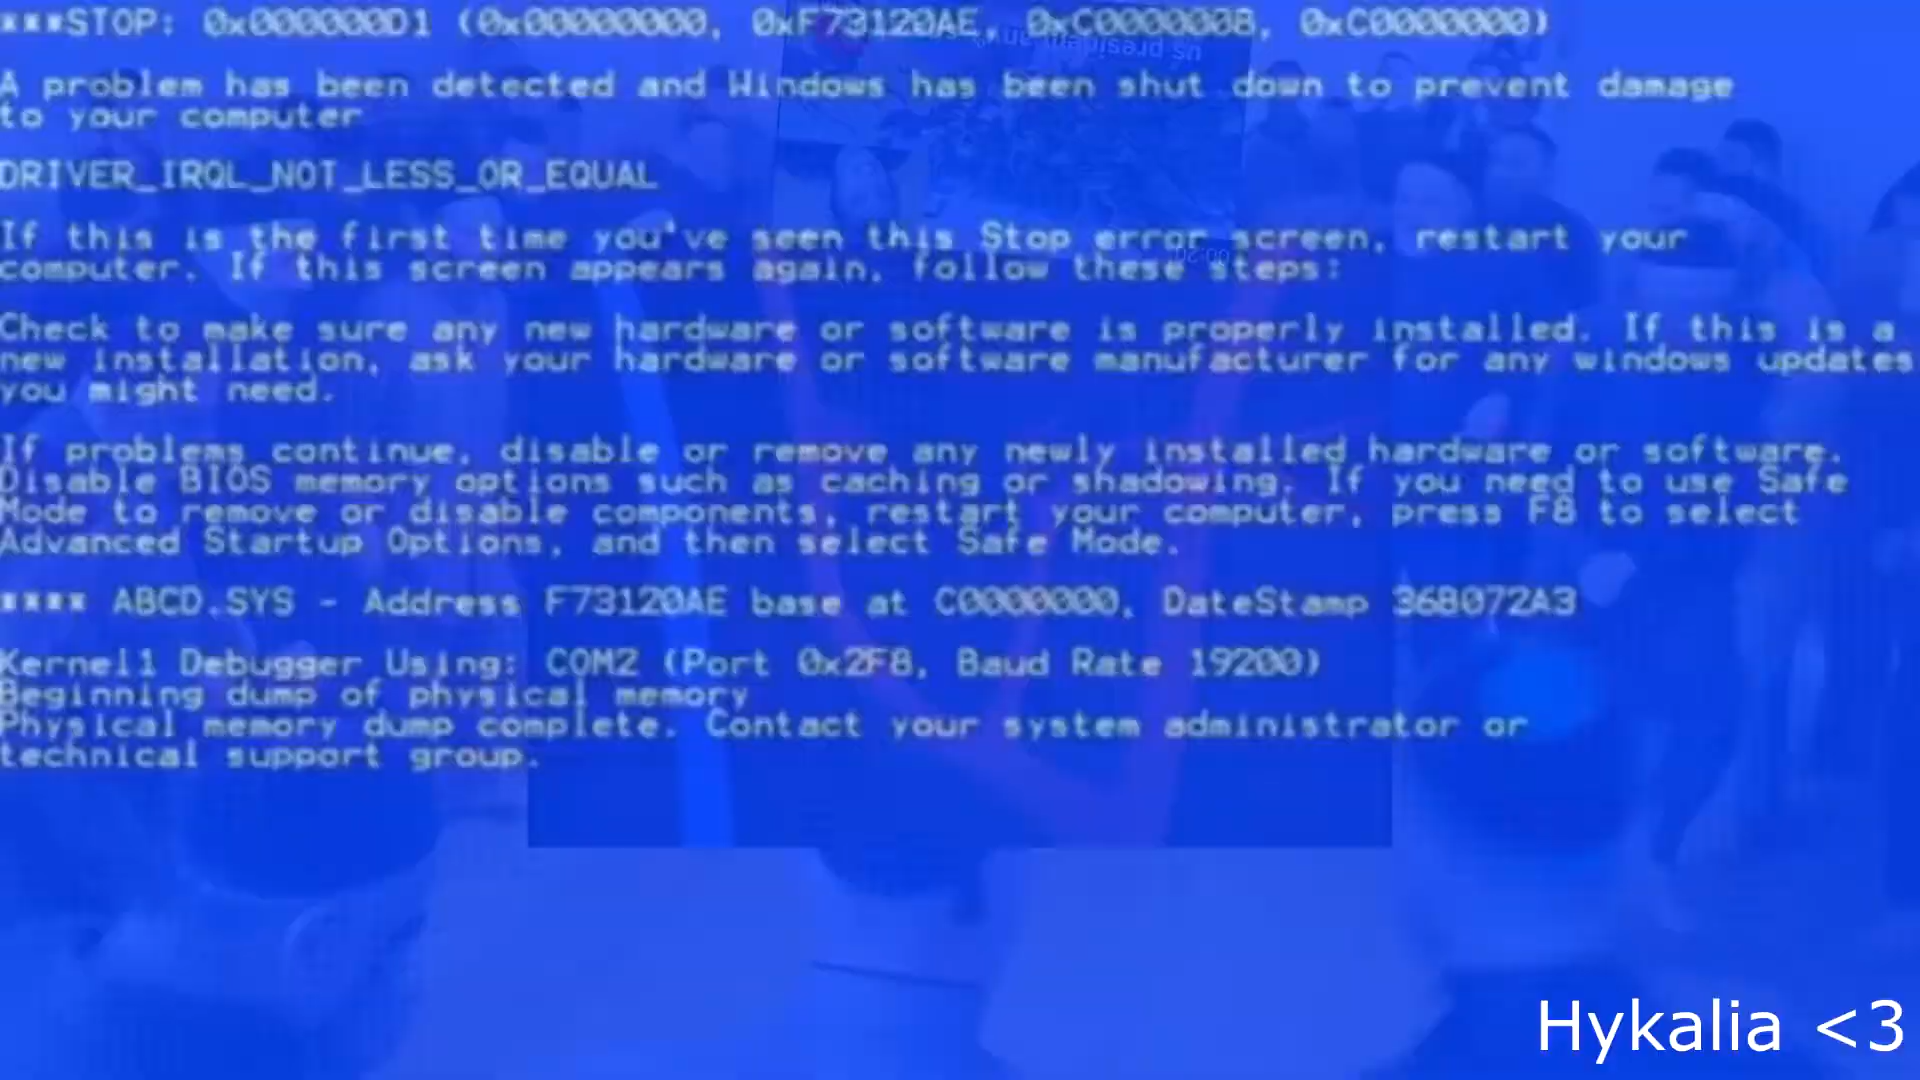 ***STOP: 0x000000D1 (0x00000000, 0xF73120AE, 0xC0000008, 0xC0000000)
A problem has been detected and Windows has been shut down to prevent damage
to your computer
DRIVER_IRQL_NOT_LESS_OR_EQUAL
If this is the first time you've seen this Stop error screen, restart your
computer. If this screen appears again, follow these steps:
Check to make sure any new hardware or software is properly installed. If this is a
new installation, ask your hardware or software manufacturer for any windows updates
you might need.
If problems continue, disable or remove any newly installed hardware or software.
Disable BIOS memory options such as caching or shadowing. If you need to use Safe
Mode to remove or disable components, restart your computer, press F8 to select
Advanced Startup Options, and then select Safe Mode.
**** ABCD.SYS - Address F73120AE base at C0000000, DateStamp 36B072A3
Kernel1 Debugger Using: COM2 (Port 0x2F8, Baud Rate 19200)
Beginning dump of physical memory
Physical memory dump complete. Contact your system administrator or
technical support group.
us president
00:20
Hykalia <3